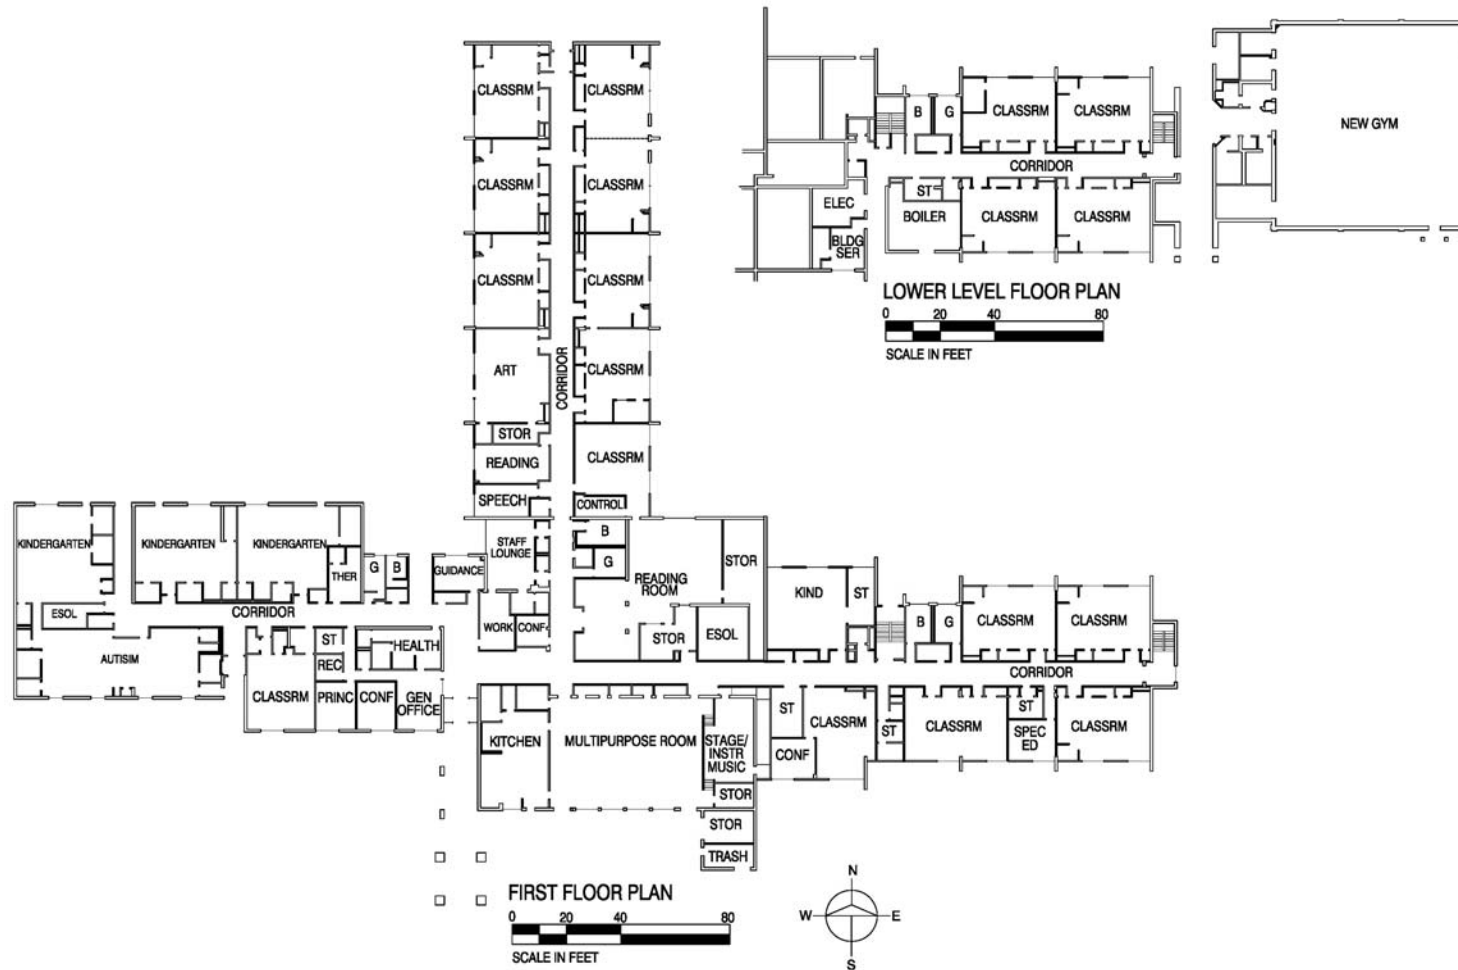 CLASSRM
CLASSRM
CLASSRM
CLASSRM
CLASSRM
CLASSRM
ART
CLASSRM
CORRIDOR
STOR
READING
CLASSRM
SPEECH
CONTROL
KINDERGARTEN
KINDERGARTEN
KINDERGARTEN
THER
G
B
GUIDANCE
STAFF
LOUNGE
B
G
READING
ROOM
STOR
KIND
ST
B
G
CLASSRM
CLASSRM
ESOL
CORRIDOR
WORK
CONF
STOR
ESOL
CORRIDOR
AUTISIM
ST
REC
HEALTH
CLASSRM
PRINC
CONF
GEN
OFFICE
KITCHEN
MULTIPURPOSE ROOM
STAGE/
INSTR
MUSIC
STOR
STOR
TRASH
ST
CONF
CLASSRM
ST
CLASSRM
ST
SPEC
ED
CLASSRM
FIRST FLOOR PLAN
0 20 40 80
SCALE IN FEET
N
W E
S
B
G
CLASSRM
CLASSRM
CORRIDOR
ST
ELEC
BOILER
CLASSRM
CLASSRM
BLDG
SER
NEW GYM
LOWER LEVEL FLOOR PLAN
0 20 40 80
SCALE IN FEET